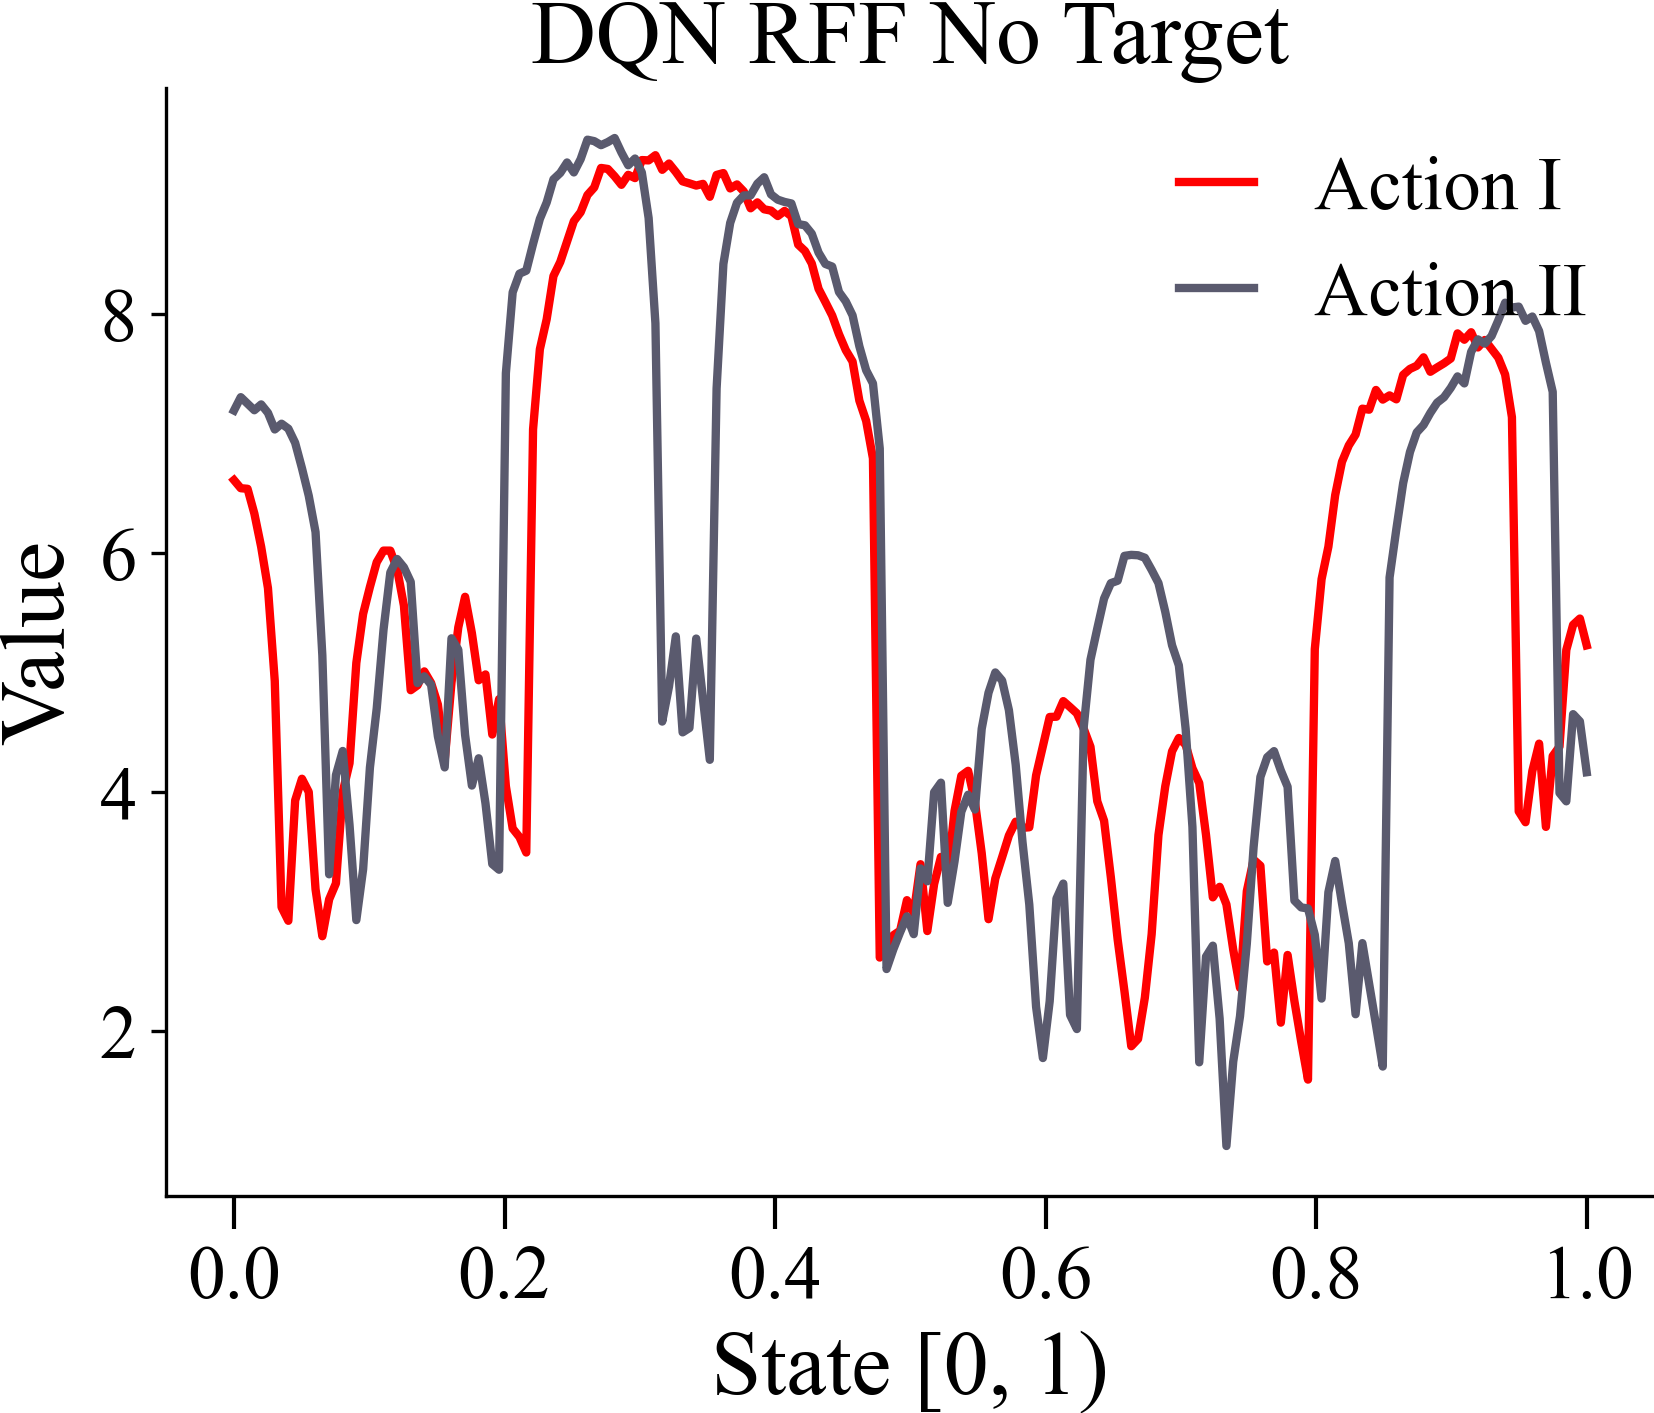 DQN RFF No Target
Action I
Action II
Value
8
6
4
2
0.0 0.2 0.4 0.6 0.8 1.0
State [0, 1)